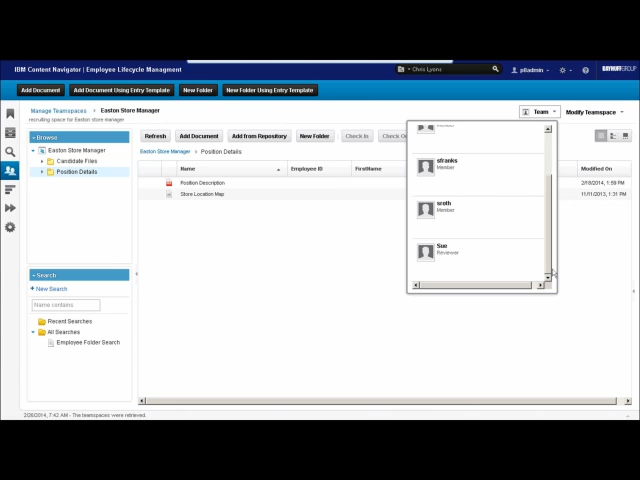 IBM Content Navigator | Employee Lifecycle Managment
Chris Lyons
p8admin
RAYHUFFGROUP
Add Document
Add Document Using Entry Template
New Folder
New Folder Using Entry Template
Manage Teamspaces
Easton Store Manager
recruiting space for Easton store manager
Team
Modify Teamspace
Browse
Easton Store Manager
Candidate Files
Position Details
Refresh
Add Document
Add from Repository
New Folder
Check In
Check Ou
Easton Store Manager
Position Details
Name
Employee ID
FirstName
Modified On
Position Description
2/18/2014, 1:59 PM
Store Location Map
11/11/2013, 1:31 PM
sfranks
Member
sroth
Member
Sue
Reviewer
Search
New Search
Name contains
Recent Searches
All Searches
Employee Folder Search
2/26/2014, 7:42 AM - The teamspaces were retrieved.